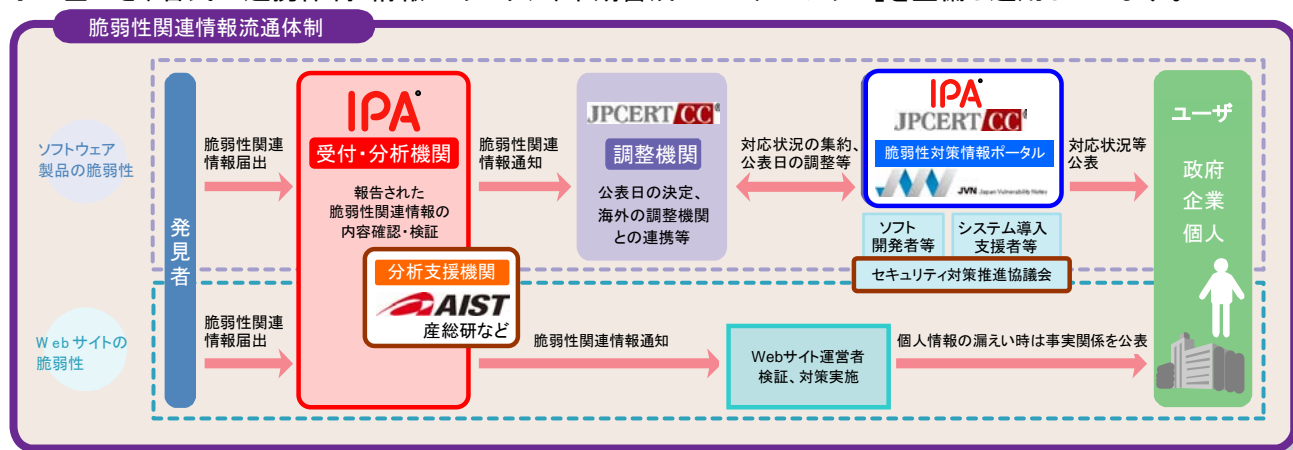 脆弱性関連情報流通体制
ソフトウェア
製品の脆弱性
Webサイトの
脆弱性
発見者
脆弱性関連
情報届出
脆弱性関連
情報届出
IPA
受付・分析機関
報告された
脆弱性関連情報の
内容確認・検証
分析支援機関
AIST
産総研など
脆弱性関連
情報通知
JPCERT CC®
調整機関
公表日の決定、
海外の調整機関
との連携等
対応状況の集約、
公表日の調整等
IPA
JPCERT CC®
脆弱性対策情報ポータル
JVN Japan Vulnerability Notes
ソフト
開発者等
システム導入
支援者等
セキュリティ対策推進協議会
対応状況等
公表
脆弱性関連情報通知
Webサイト運営者
検証、対策実施
個人情報の漏えい時は事実関係を公表
ユーザ
政府
企業
個人